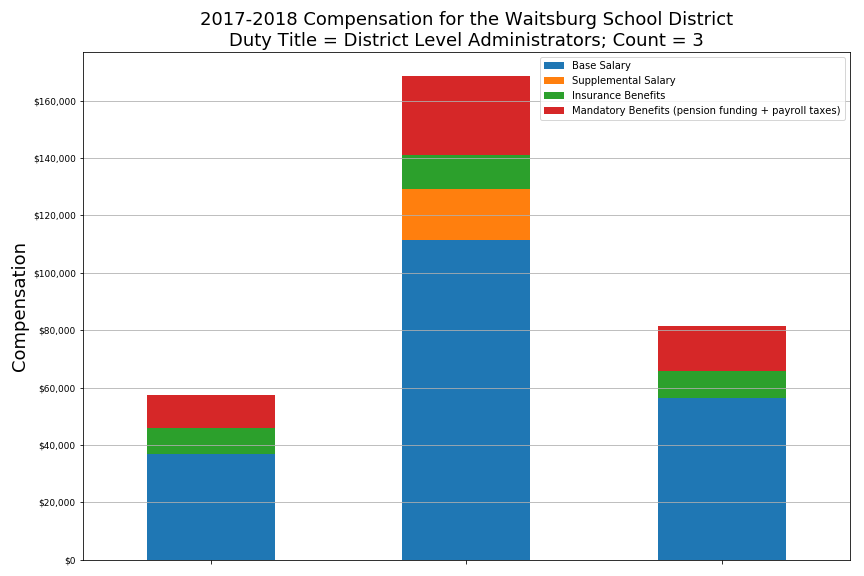 2017-2018 Compensation for the Waitsburg School District
Duty Title = District Level Administrators; Count = 3
Base Salary
Supplemental Salary
Insurance Benefits
Mandatory Benefits (pension funding + payroll taxes)
Compensation
$160,000
$140,000
$120,000
$100,000
$80,000
$60,000
$40,000
$20,000
$0